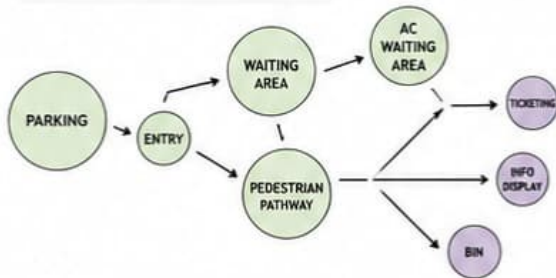 PARKING
ENTRY
WAITING
AREA
AC
WAITING
AREA
PEDESTRIAN
PATHWAY
TICKETING
INFO
DISPLAY
BIN